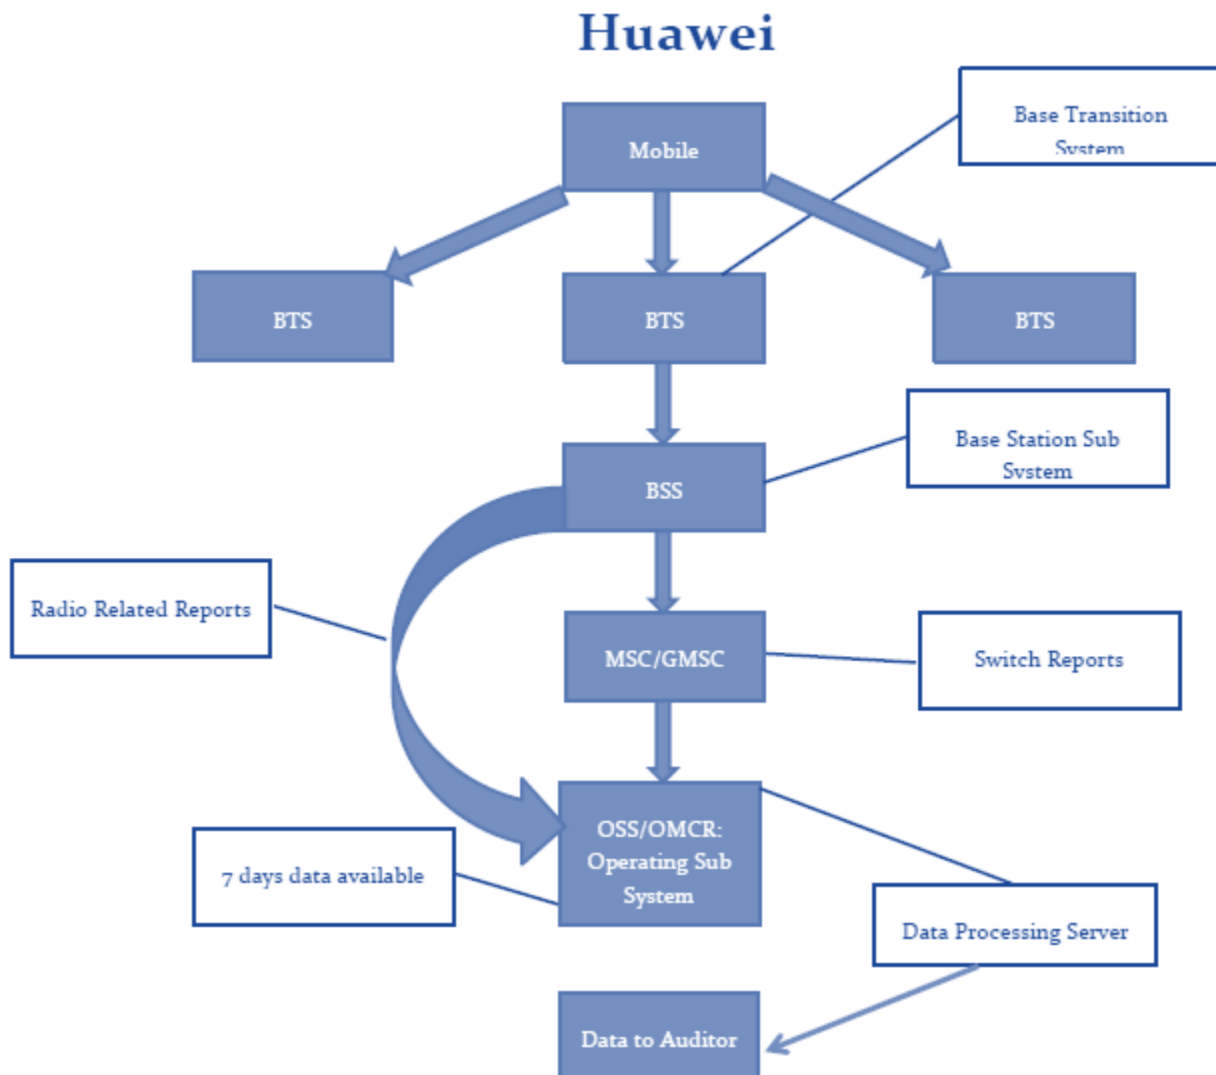 Huawei
Base Transition
System
Mobile
BTS
BTS
BTS
Base Station Sub
System
BSS
Radio Related Reports
MSC/GMSC
Switch Reports
OSS/OMCR:
Operating Sub
System
7 days data available
Data Processing Server
Data to Auditor